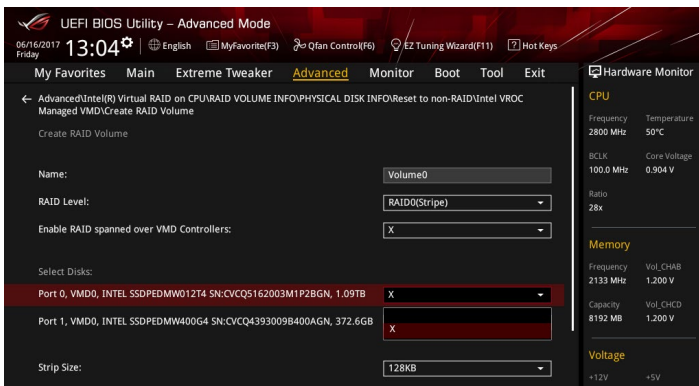 UEFI BIOS Utility – Advanced Mode
06/16/2017
Friday
13:04
English
MyFavorite(F3)
Qfan Control(F6)
EZ Tuning Wizard(F11)
? Hot Keys
My Favorites Main Extreme Tweaker Advanced Monitor Boot Tool Exit
Hardware Monitor
← Advanced\Intel(R) Virtual RAID on CPU\RAID VOLUME INFO\PHYSICAL DISK INFO\Reset to non-RAID\Intel VROC
Managed VMD\Create RAID Volume
Create RAID Volume
Name: Volume0
RAID Level: RAID0(Stripe)
Enable RAID spanned over VMD Controllers: X
Select Disks:
Port 0, VMD0, INTEL SSDPEDMW012T4 SN:CVCQ5162003M1P2BGN, 1.09TB X
Port 1, VMD0, INTEL SSDPEDMW400G4 SN:CVCQ4393009B400AGN, 372.6GB
X
Strip Size: 128KB
CPU
Frequency Temperature
2800 MHz 50°C
BCLK Core Voltage
100.0 MHz 0.904 V
Ratio
28x
Memory
Frequency Vol_CHAB
2133 MHz 1.200 V
Capacity Vol_CHCD
8192 MB 1.200 V
Voltage
+12V +5V